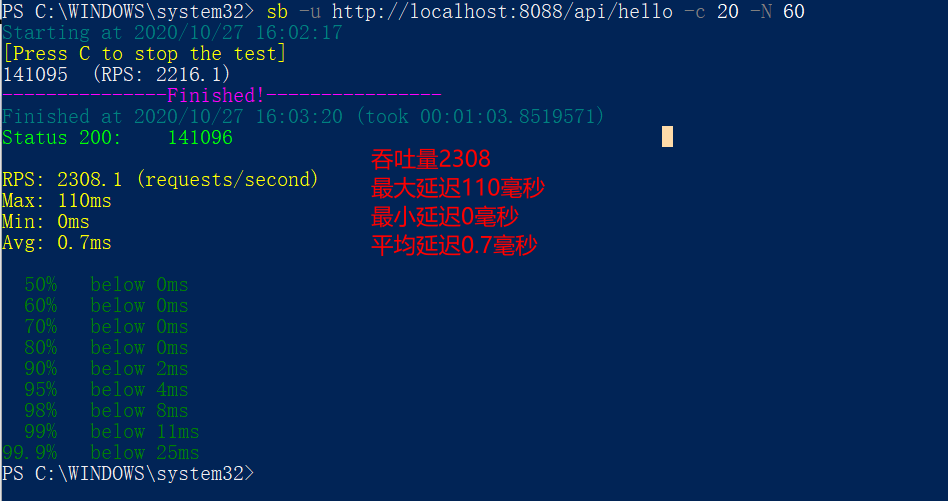 PS C:\WINDOWS\system32> sb -u http://localhost:8088/api/hello -c 20 -N 60
Starting at 2020/10/27 16:02:17
[Press C to stop the test]
141095  (RPS: 2216.1)
---------------Finished!----------------
Finished at 2020/10/27 16:03:20 (took 00:01:03.8519571)
Status 200:    141096
吞吐量2308
RPS: 2308.1 (requests/second)
最大延迟110毫秒
Max: 110ms
最小延迟0毫秒
Min: 0ms
平均延迟0.7毫秒
Avg: 0.7ms
50%   below 0ms
60%   below 0ms
70%   below 0ms
80%   below 0ms
90%   below 2ms
95%   below 4ms
98%   below 8ms
99%   below 11ms
99.9%   below 25ms
PS C:\WINDOWS\system32>